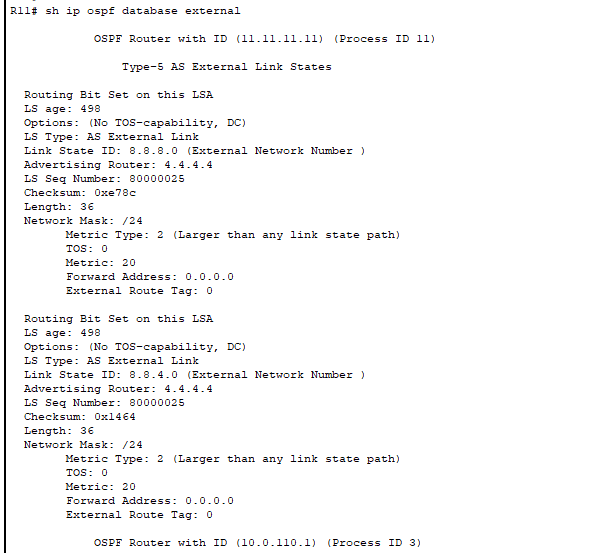 R11# sh ip ospf database external
OSPF Router with ID (11.11.11.11) (Process ID 11)
Type-5 AS External Link States
Routing Bit Set on this LSA
LS age: 498
Options: (No TOS-capability, DC)
LS Type: AS External Link
Link State ID: 8.8.8.0 (External Network Number )
Advertising Router: 4.4.4.4
LS Seq Number: 80000025
Checksum: 0xe78c
Length: 36
Network Mask: /24
Metric Type: 2 (Larger than any link state path)
TOS: 0
Metric: 20
Forward Address: 0.0.0.0
External Route Tag: 0
Routing Bit Set on this LSA
LS age: 498
Options: (No TOS-capability, DC)
LS Type: AS External Link
Link State ID: 8.8.4.0 (External Network Number )
Advertising Router: 4.4.4.4
LS Seq Number: 80000025
Checksum: 0x1464
Length: 36
Network Mask: /24
Metric Type: 2 (Larger than any link state path)
TOS: 0
Metric: 20
Forward Address: 0.0.0.0
External Route Tag: 0
OSPF Router with ID (10.0.110.1) (Process ID 3)